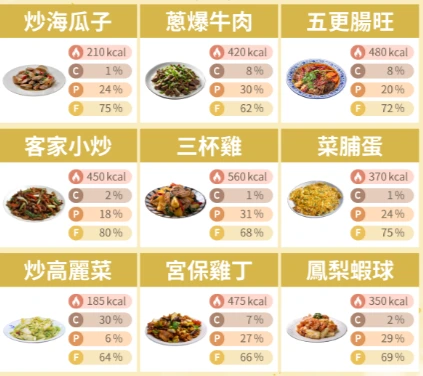 炒海瓜子 蔥爆牛肉 五更腸旺
210 kcal 420 kcal 480 kcal
C 1% C 8% C 8%
P 24% P 30% P 20%
F 75% F 62% F 72%
客家小炒 三杯雞 菜脯蛋
450 kcal 560 kcal 370 kcal
C 2% C 1% C 1%
P 18% P 31% P 24%
F 80% F 68% F 75%
炒高麗菜 宮保雞丁 鳳梨蝦球
185 kcal 475 kcal 350 kcal
C 30% C 7% C 2%
P 6% P 27% P 29%
F 64% F 66% F 69%